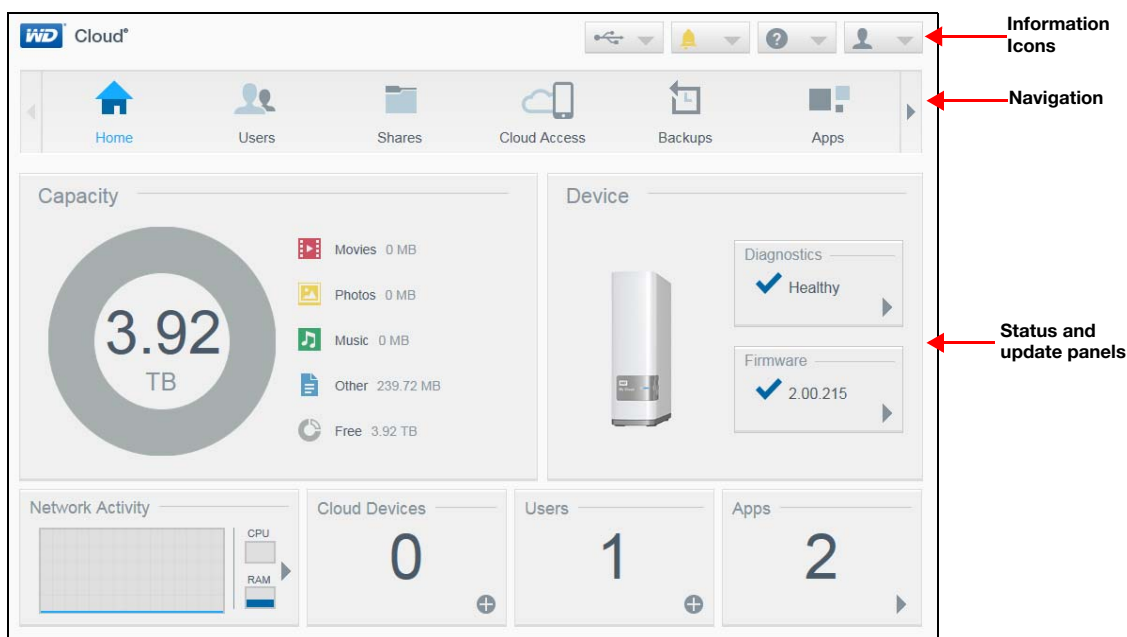 WD Cloud®
Information
Icons
Home
Users
Shares
Cloud Access
Backups
Apps
Navigation
Capacity
3.92
TB
Movies 0 MB
Photos 0 MB
Music 0 MB
Other 239.72 MB
Free 3.92 TB
Device
Diagnostics
Healthy
Firmware
2.00.215
Status and
update panels
Network Activity
CPU
RAM
Cloud Devices
0
Users
1
Apps
2